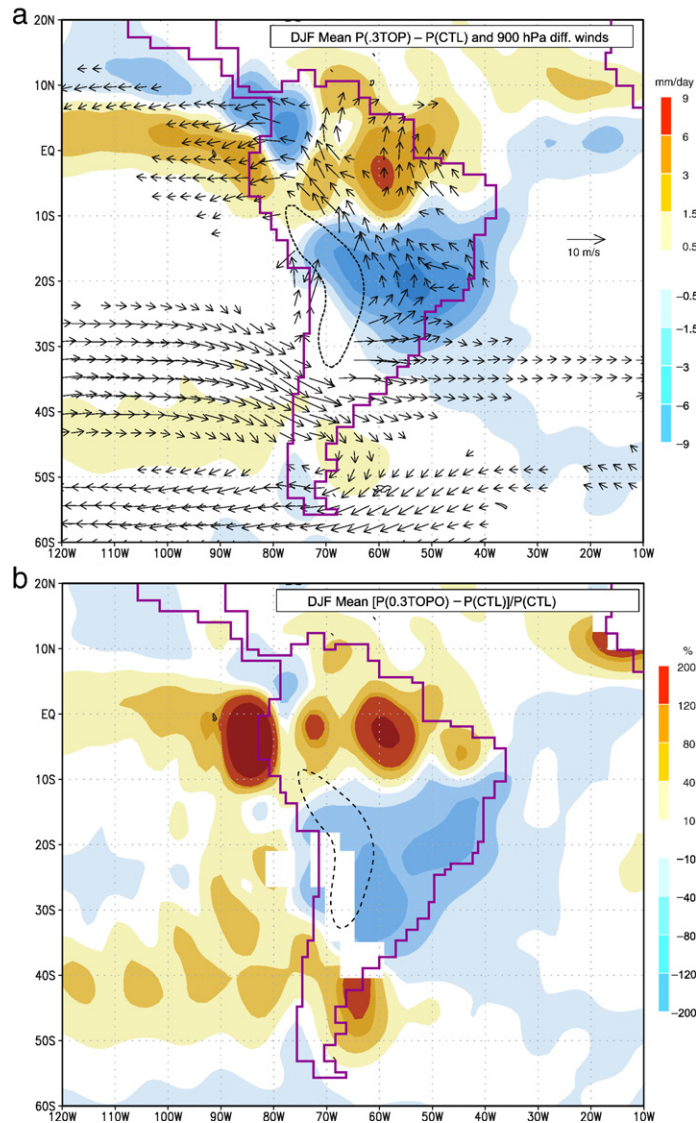 a
DJF Mean P(.3TOP) – P(CTL) and 900 hPa diff. winds
20N
10N
EQ
10S
20S
30S
40S
50S
60S
120W 110W 100W 90W 80W 70W 60W 50W 40W 30W 20W 10W
10 m/s
mm/day
9
6
3
1.5
0.5
–0.5
–1.5
–3
–6
–9
b
DJF Mean [P(0.3TOPO) – P(CTL)]/P(CTL)
20N
10N
EQ
10S
20S
30S
40S
50S
60S
120W 110W 100W 90W 80W 70W 60W 50W 40W 30W 20W 10W
%
200
120
80
40
10
–10
–40
–80
–120
–200